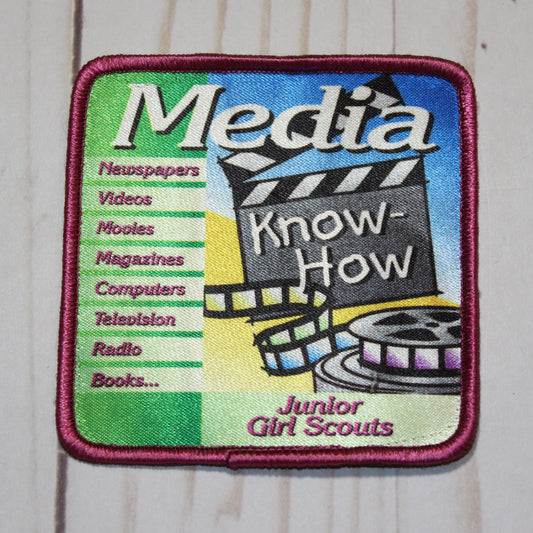 Media
Newspapers
Videos
Movies
Magazines
Computers
Television
Radio
Books...
Know-
How
Junior
Girl Scouts